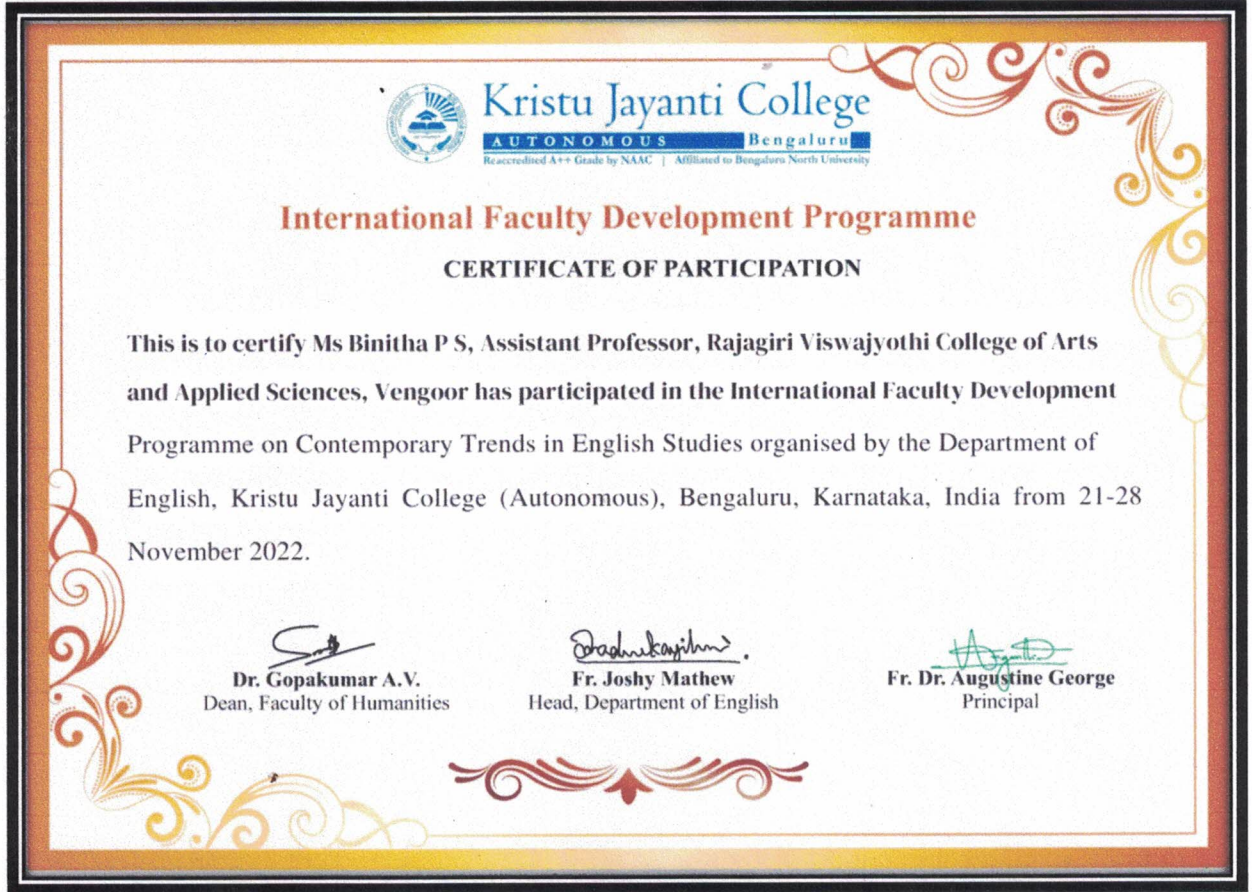 Kristu Jayanti College
AUTONOMOUS Bengaluru
Reaccredited A++ Grade by NAAC | Affiliated to Bengaluru North University
International Faculty Development Programme
CERTIFICATE OF PARTICIPATION
This is to certify Ms Binitha P S, Assistant Professor, Rajagiri Viswajyothi College of Arts
and Applied Sciences, Vengoor has participated in the International Faculty Development
Programme on Contemporary Trends in English Studies organised by the Department of
English, Kristu Jayanti College (Autonomous), Bengaluru, Karnataka, India from 21-28
November 2022.
Dr. Gopakumar A.V.
Dean, Faculty of Humanities
Fr. Joshy Mathew
Head, Department of English
Fr. Dr. Augustine George
Principal